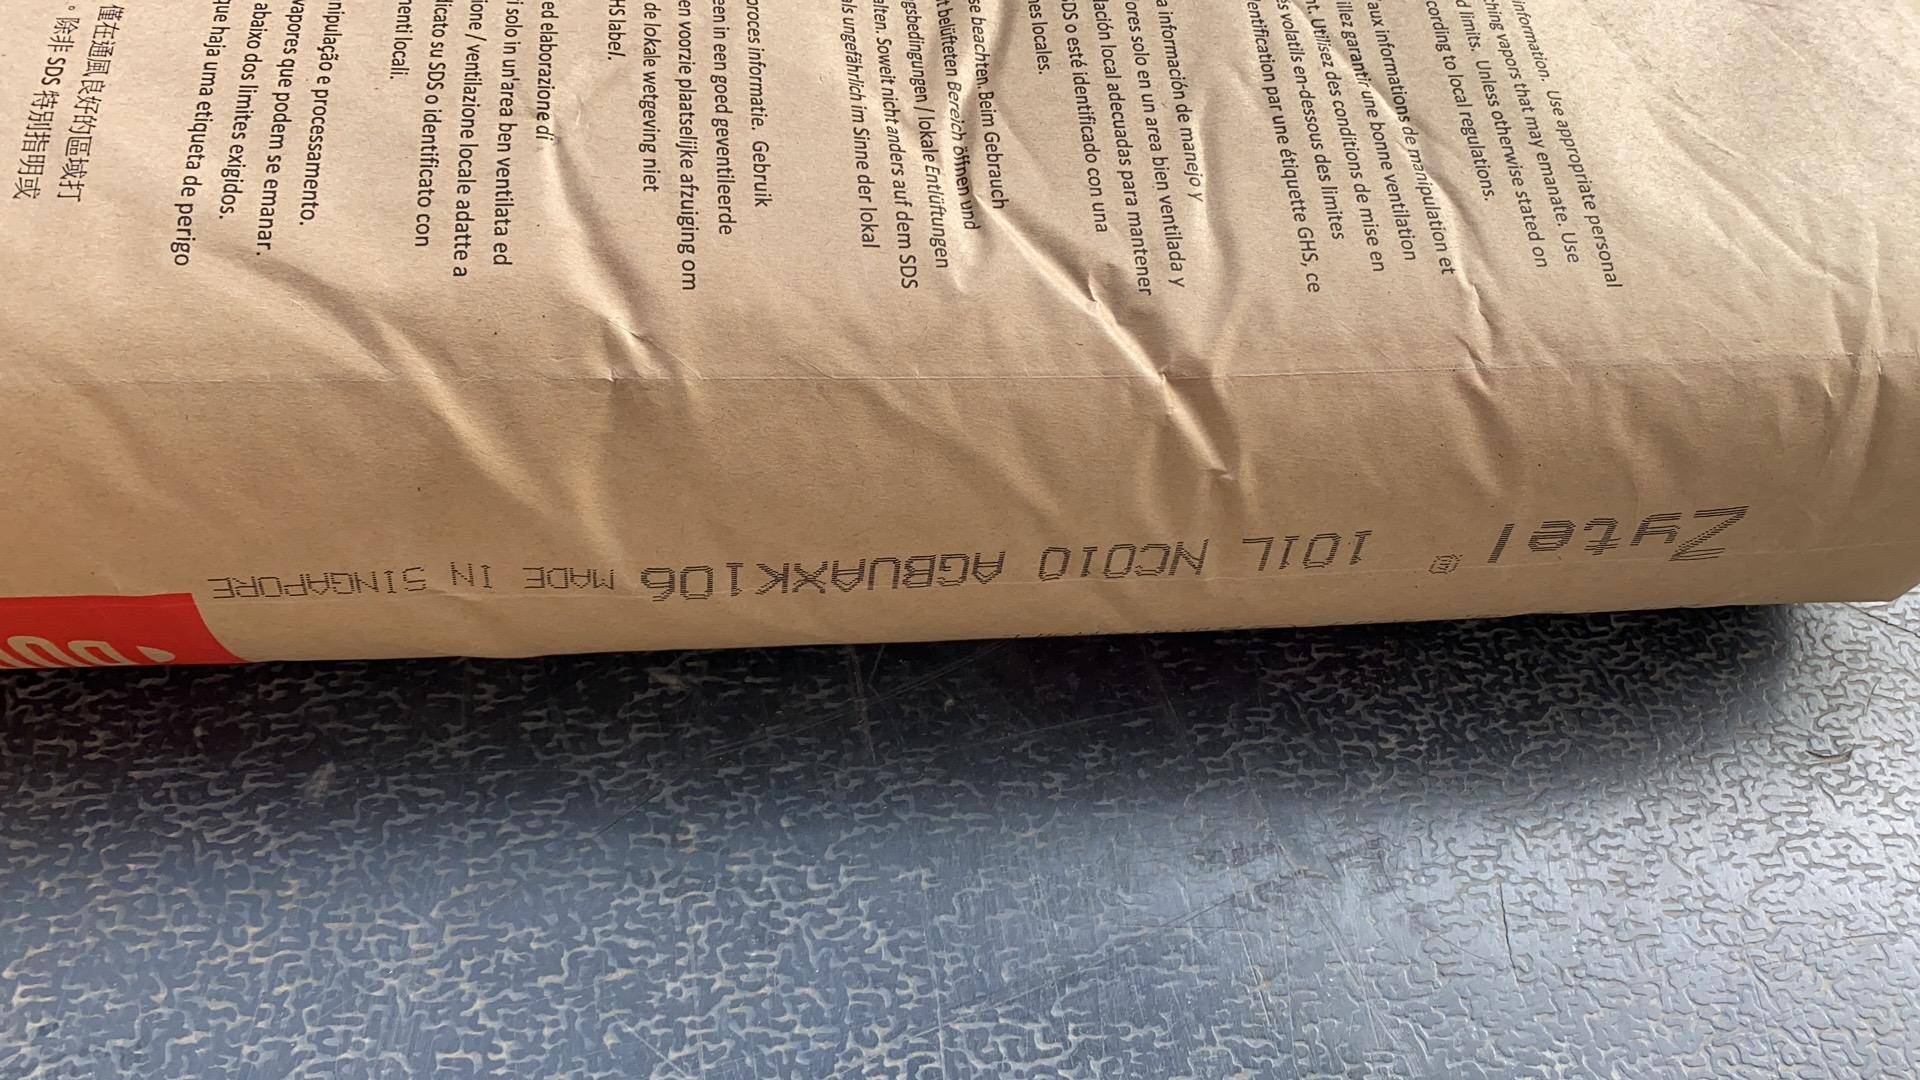 Zytel ® 101L NC010 AGBUAXK106 MADE IN SINGAPORE
information. Use appropriate personal
ching vapors that may emanate. Use
d limits. Unless otherwise stated on
cording to local regulations.
aux informations de manipulation et
illez garantir une bonne ventilation
nt. Utilisez des conditions de mise en
és volatils en-dessous des limites
entification par une étiquette GHS, ce
a información de manejo y
ores solo en un area bien ventilada y
lación local adecuadas para mantener
SDS o esté identificado con una
nes locales.
se beachten. Beim Gebrauch
t belüfteten Bereich öffnen und
gsbedingungen / lokale Entlüftungen
alten. Soweit nicht anders auf dem SDS
als ungefährlich im Sinne der lokal
proces informatie. Gebruik
een in een goed geventileerde
en voorzie plaatselijke afzuiging om
de lokale wetgeving niet
HS label.
ed elaborazione di
i solo in un'area ben ventilata ed
ione / ventilazione locale adatte a
licato su SDS o identificato con
menti locali.
nipulação e processamento.
vapores que podem se emanar.
abaixo dos limites exigidos.
que haja uma etiqueta de perigo
僅在通風良好的區域打
。除非 SDS 特別指明或